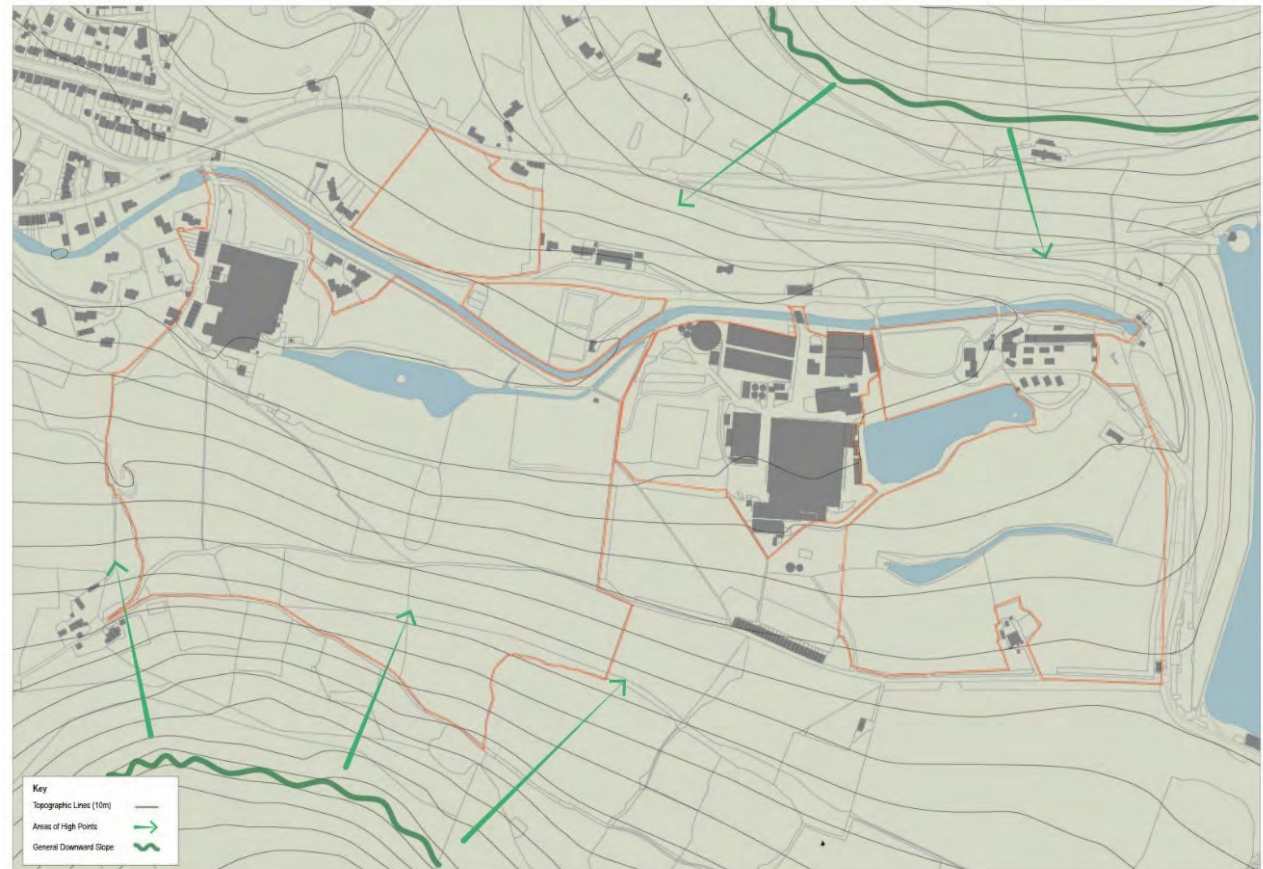 Key
Topographic Lines (10m)
Areas of High Points
General Downward Slope